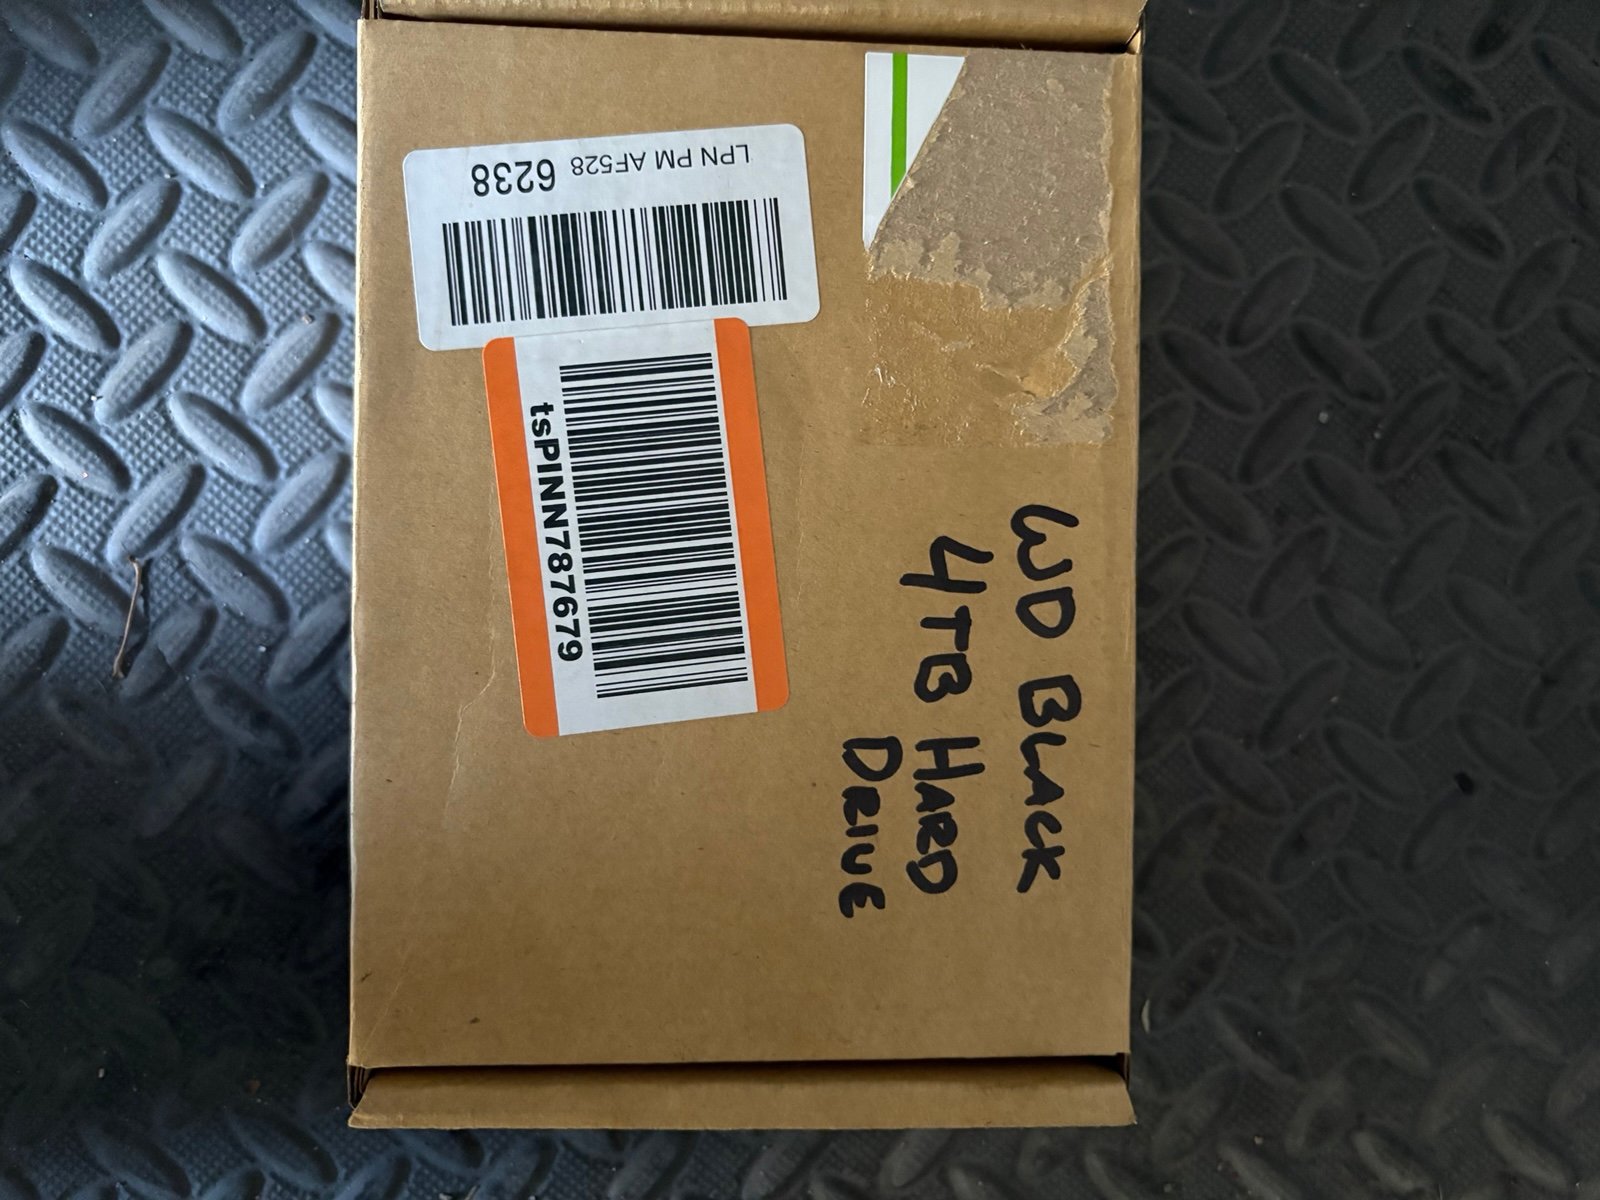 LPN PM AF528 6238
tsPINN787679
WD BLACK
4TB HARD
DRIVE